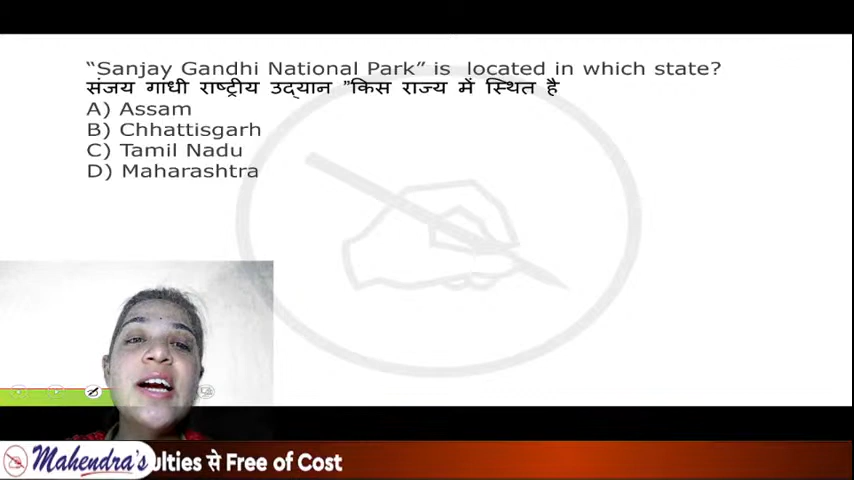 “Sanjay Gandhi National Park” is located in which state?
संजय गांधी राष्ट्रीय उद्यान ”किस राज्य में स्थित है
A) Assam
B) Chhattisgarh
C) Tamil Nadu
D) Maharashtra
Mahendra's ulties से Free of Cost